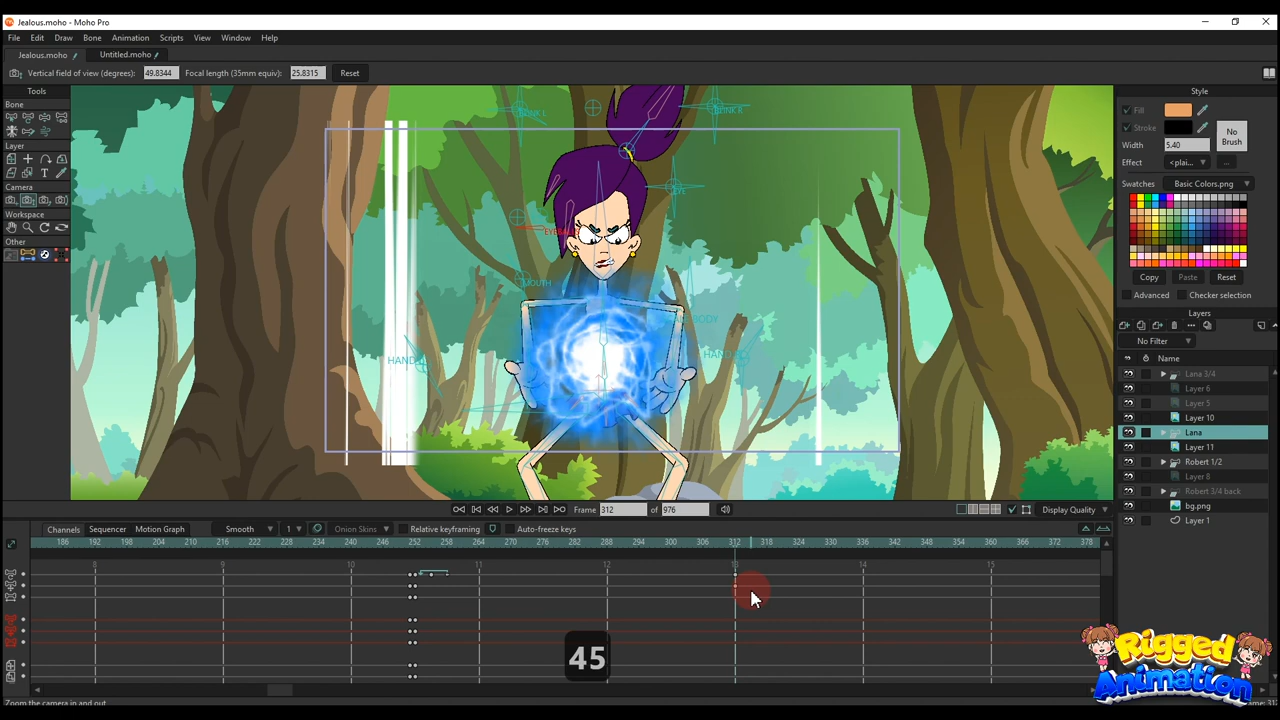 Jealous.moho - Moho Pro
File Edit Draw Bone Animation Scripts View Window Help
Jealous.moho Untitled.moho
Vertical field of view (degrees): 49.8344 Focal length (35mm equiv): 25.8315 Reset
Tools
Bone
Layer
Camera
Workspace
Other
BLINK R
EYE
MOUTH
BODY
Style
Fill
Stroke
No Brush
Width 5.40
Effect <plai... ...
Swatches Basic Colors.png
Copy Paste Reset
Advanced Checker selection
Layers
No Filter
Name
Lana 3/4
Layer 6
Layer 5
Layer 10
Lana
Layer 11
Robert 1/2
Layer 8
Robert 3/4 back
bg.png
Layer 1
Frame 312 of 976 Display Quality
Channels Sequencer Motion Graph Smooth 1 Onion Skins Relative keyframing Auto-freeze keys
186 192 198 204 210 216 222 228 234 240 246 252 258 264 270 276 282 288 294 300 306 312 318 324 330 336 342 348 354 360 366 372 378
8 9 10 11 12 13 14 15
45
Rigged
Animation
Zoom the camera in and out